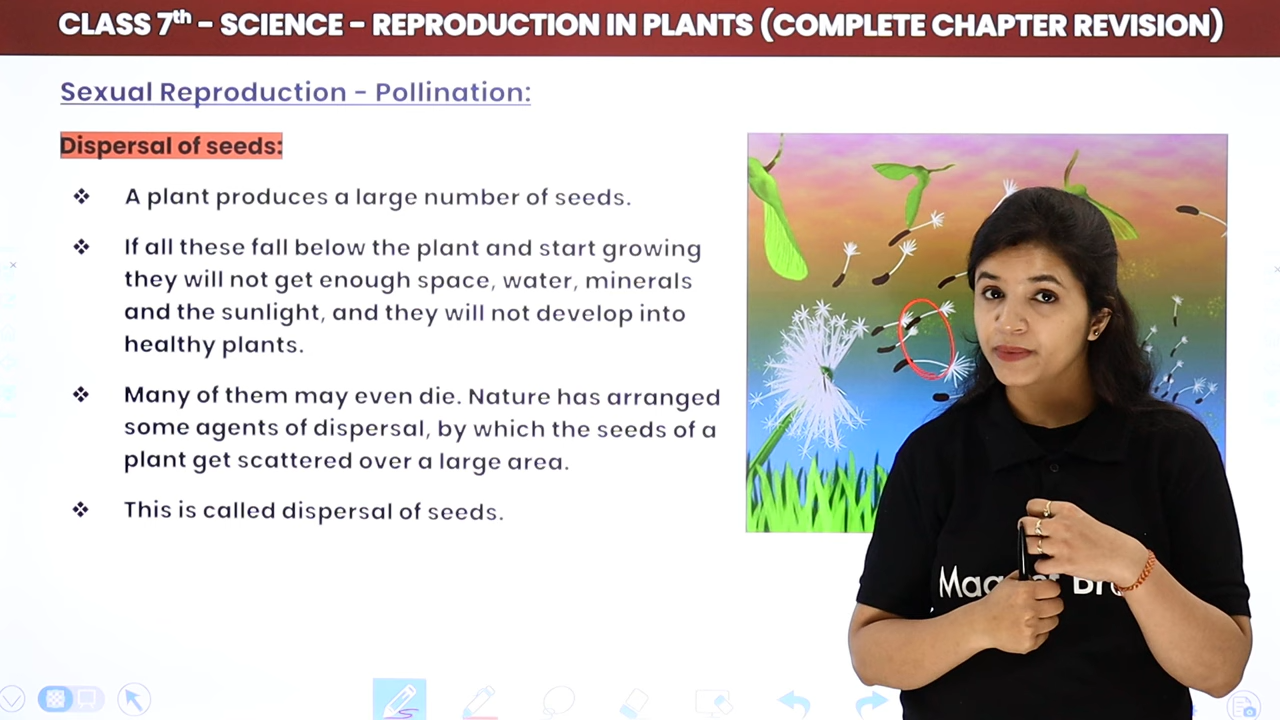 CLASS 7th – SCIENCE – REPRODUCTION IN PLANTS (COMPLETE CHAPTER REVISION)
Sexual Reproduction – Pollination:
Dispersal of seeds:
❖ A plant produces a large number of seeds.
❖ If all these fall below the plant and start growing
they will not get enough space, water, minerals
and the sunlight, and they will not develop into
healthy plants.
❖ Many of them may even die. Nature has arranged
some agents of dispersal, by which the seeds of a
plant get scattered over a large area.
❖ This is called dispersal of seeds.